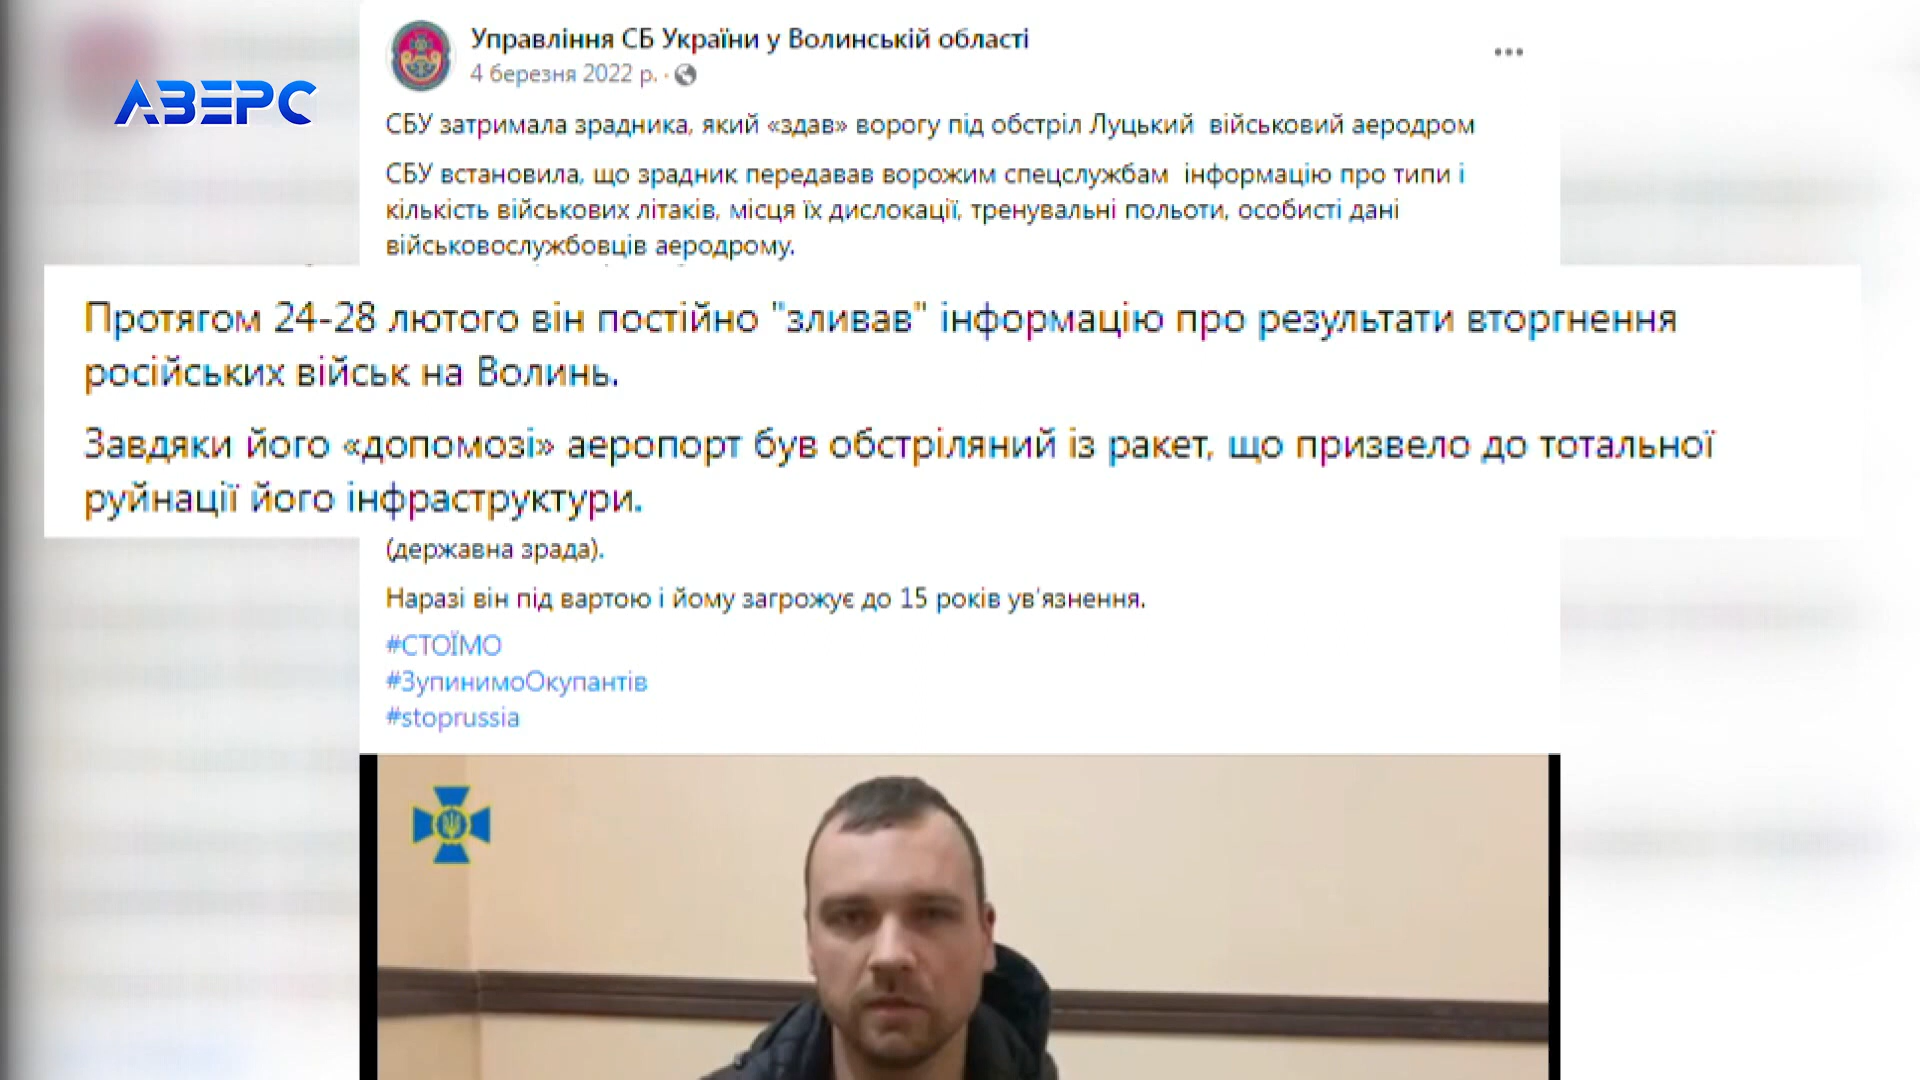 АВЕРС
Управління СБ України у Волинській області
4 березня 2022 р. ·
СБУ затримала зрадника, який «здав» ворогу під обстріл Луцький військовий аеродром
СБУ встановила, що зрадник передавав ворожим спецслужбам інформацію про типи і
кількість військових літаків, місця їх дислокації, тренувальні польоти, особисті дані
військовослужбовців аеродрому.
Протягом 24-28 лютого він постійно "зливав" інформацію про результати вторгнення
російських військ на Волинь.
Завдяки його «допомозі» аеропорт був обстріляний із ракет, що призвело до тотальної
руйнації його інфраструктури.
(державна зрада).
Наразі він під вартою і йому загрожує до 15 років ув'язнення.
#СТОЇМО
#ЗупинимоОкупантів
#stoprussia